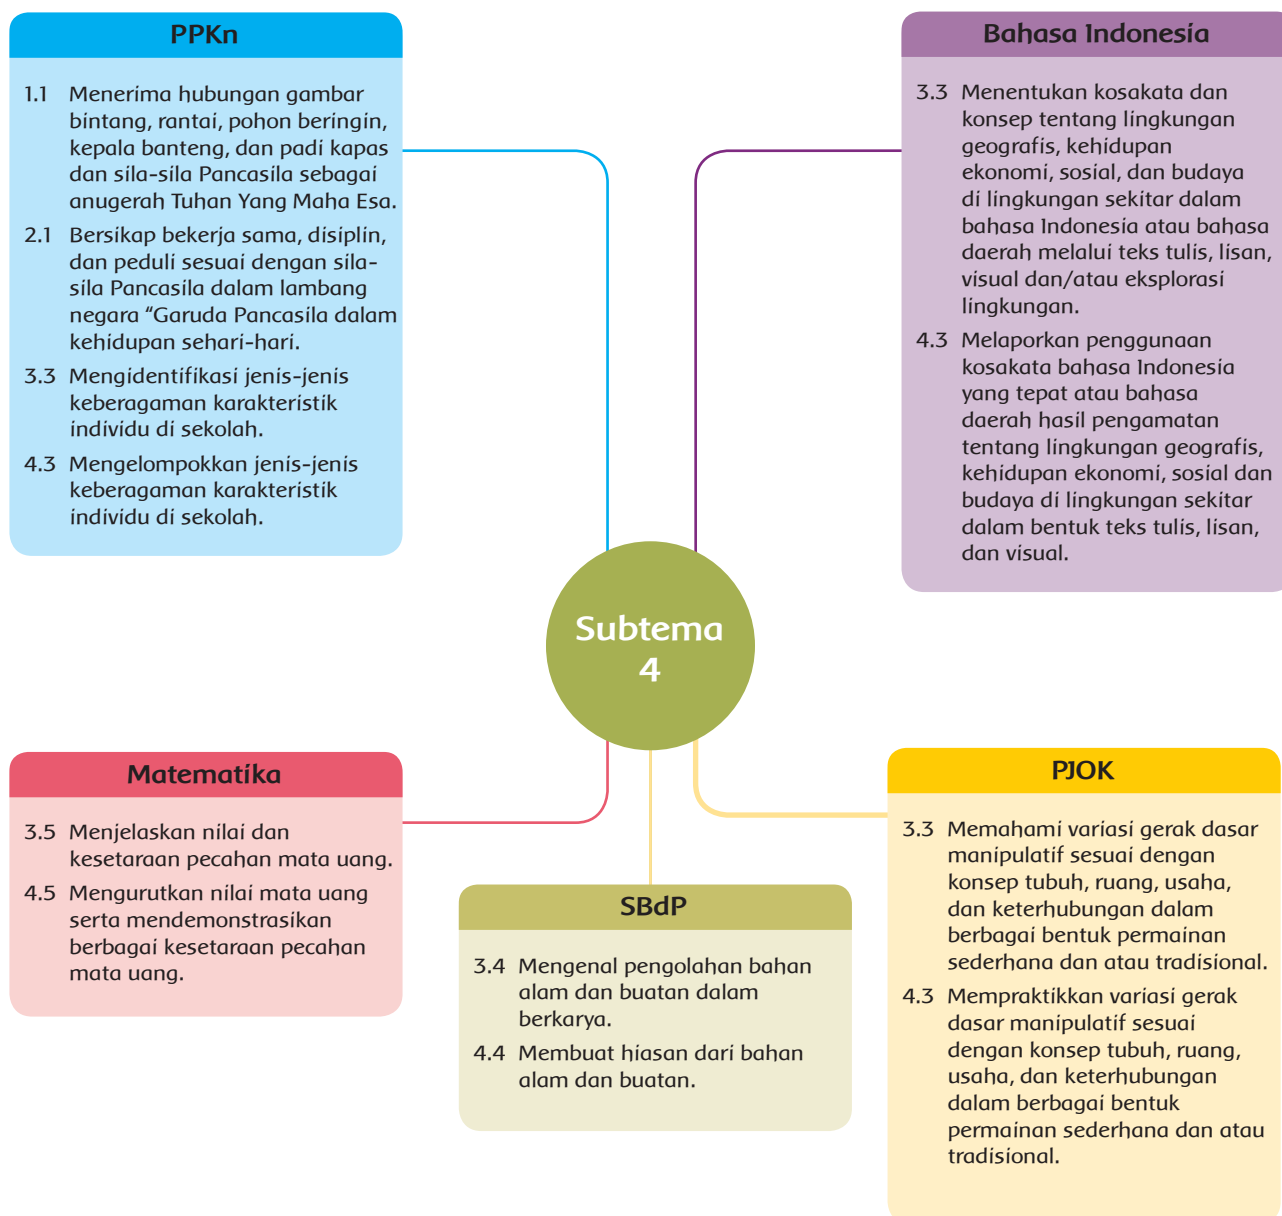 PPKn
1.1 Menerima hubungan gambar
bintang, rantai, pohon beringin,
kepala banteng, dan padi kapas
dan sila-sila Pancasila sebagai
anugerah Tuhan Yang Maha Esa.
2.1 Bersikap bekerja sama, disiplin,
dan peduli sesuai dengan sila-
sila Pancasila dalam lambang
negara “Garuda Pancasila dalam
kehidupan sehari-hari.
3.3 Mengidentifikasi jenis-jenis
keberagaman karakteristik
individu di sekolah.
4.3 Mengelompokkan jenis-jenis
keberagaman karakteristik
individu di sekolah.
Bahasa Indonesia
3.3 Menentukan kosakata dan
konsep tentang lingkungan
geografis, kehidupan
ekonomi, sosial, dan budaya
di lingkungan sekitar dalam
bahasa Indonesia atau bahasa
daerah melalui teks tulis, lisan,
visual dan/atau eksplorasi
lingkungan.
4.3 Melaporkan penggunaan
kosakata bahasa Indonesia
yang tepat atau bahasa
daerah hasil pengamatan
tentang lingkungan geografis,
kehidupan ekonomi, sosial dan
budaya di lingkungan sekitar
dalam bentuk teks tulis, lisan,
dan visual.
Subtema
4
Matematika
3.5 Menjelaskan nilai dan
kesetaraan pecahan mata uang.
4.5 Mengurutkan nilai mata uang
serta mendemonstrasikan
berbagai kesetaraan pecahan
mata uang.
SBdP
3.4 Mengenal pengolahan bahan
alam dan buatan dalam
berkarya.
4.4 Membuat hiasan dari bahan
alam dan buatan.
PJOK
3.3 Memahami variasi gerak dasar
manipulatif sesuai dengan
konsep tubuh, ruang, usaha,
dan keterhubungan dalam
berbagai bentuk permainan
sederhana dan atau tradisional.
4.3 Mempraktikkan variasi gerak
dasar manipulatif sesuai
dengan konsep tubuh, ruang,
usaha, dan keterhubungan
dalam berbagai bentuk
permainan sederhana dan atau
tradisional.